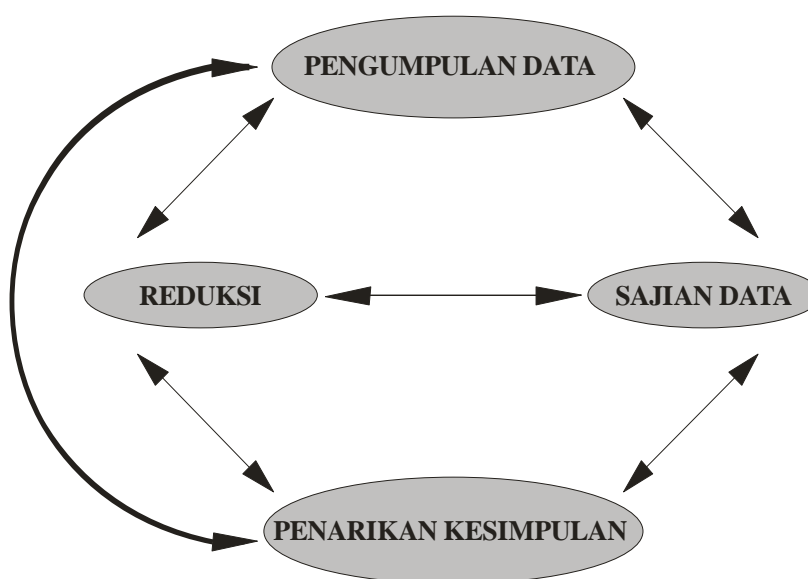 PENGUMPULAN DATA
REDUKSI
SAJIAN DATA
PENARIKAN KESIMPULAN